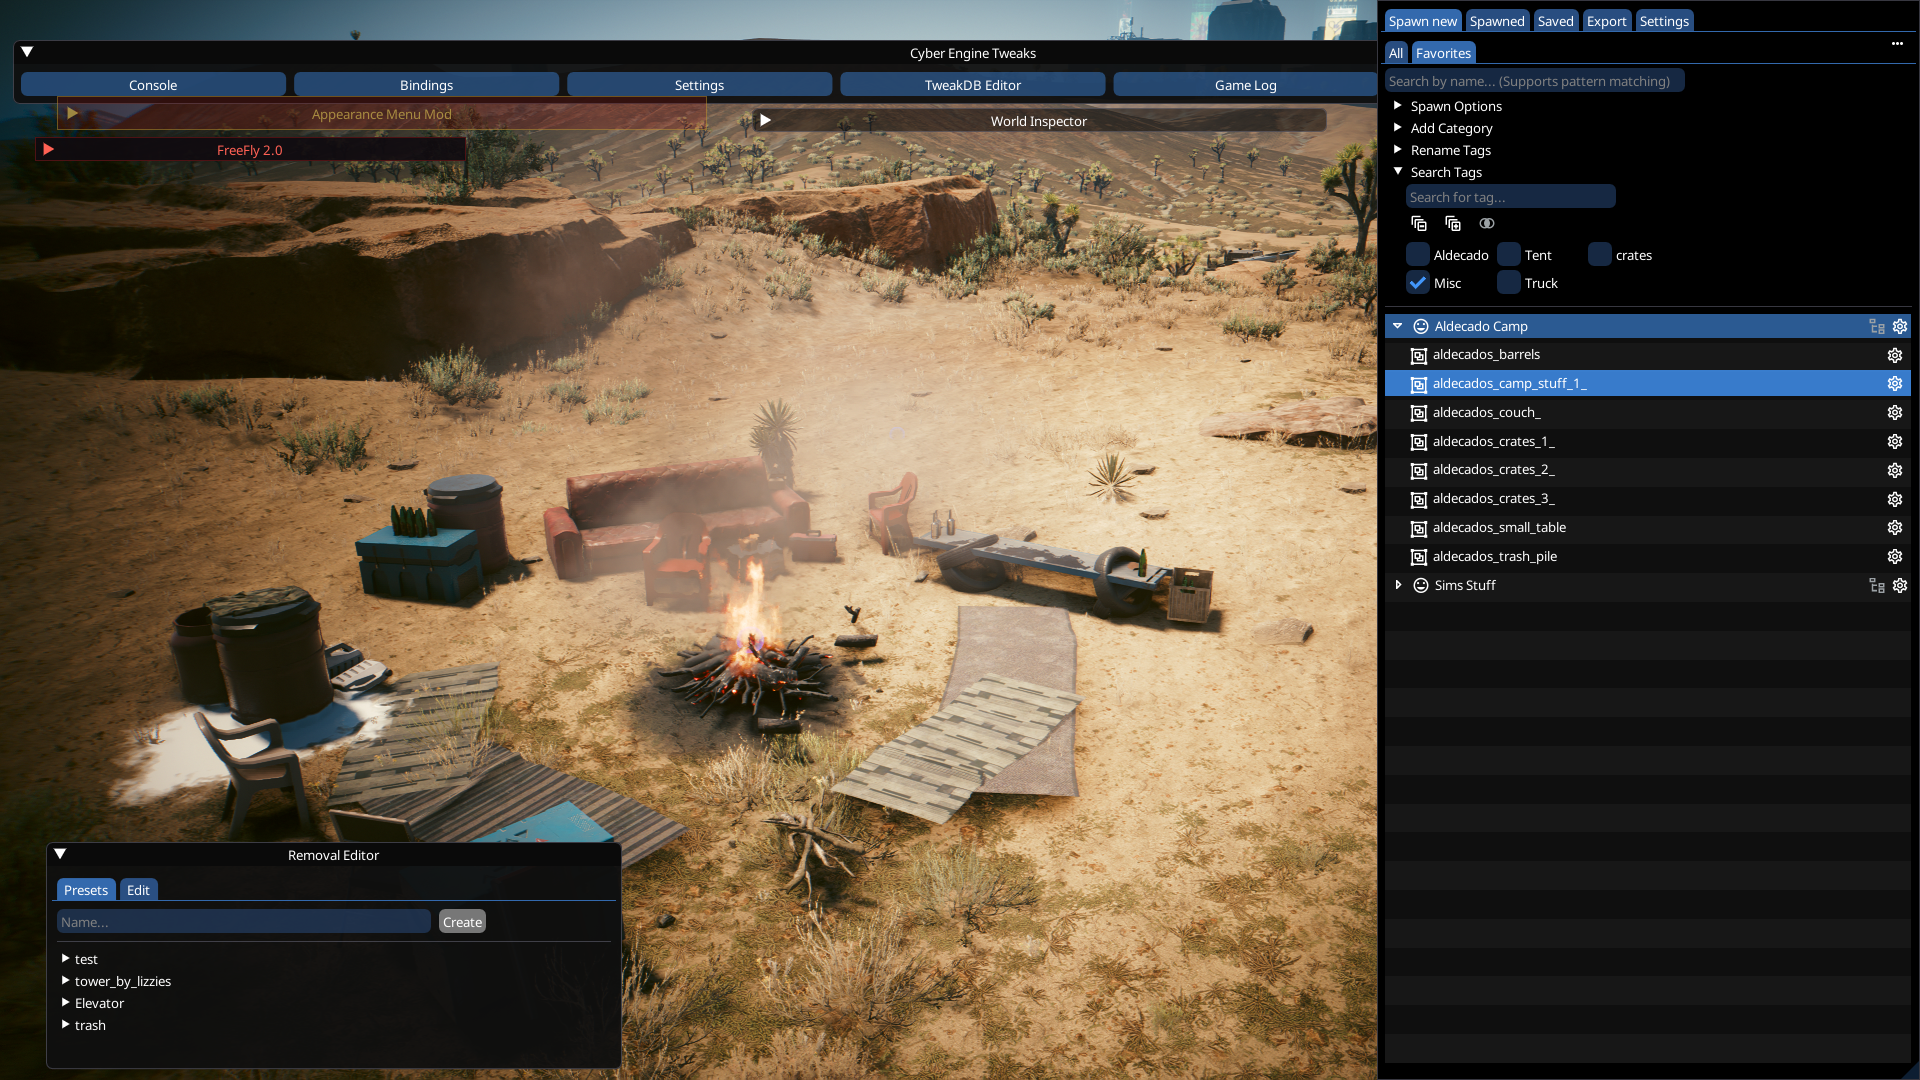 Cyber Engine Tweaks
Console
Bindings
Settings
TweakDB Editor
Game Log
Appearance Menu Mod
World Inspector
FreeFly 2.0
Spawn new
Spawned
Saved
Export
Settings
All
Favorites
Search by name... (Supports pattern matching)
Spawn Options
Add Category
Rename Tags
Search Tags
Search for tag...
Aldecado
Tent
crates
Misc
Truck
Aldecado Camp
aldecados_barrels
aldecados_camp_stuff_1_
aldecados_couch_
aldecados_crates_1_
aldecados_crates_2_
aldecados_crates_3_
aldecados_small_table
aldecados_trash_pile
Sims Stuff
Removal Editor
Presets
Edit
Name...
Create
test
tower_by_lizzies
Elevator
trash